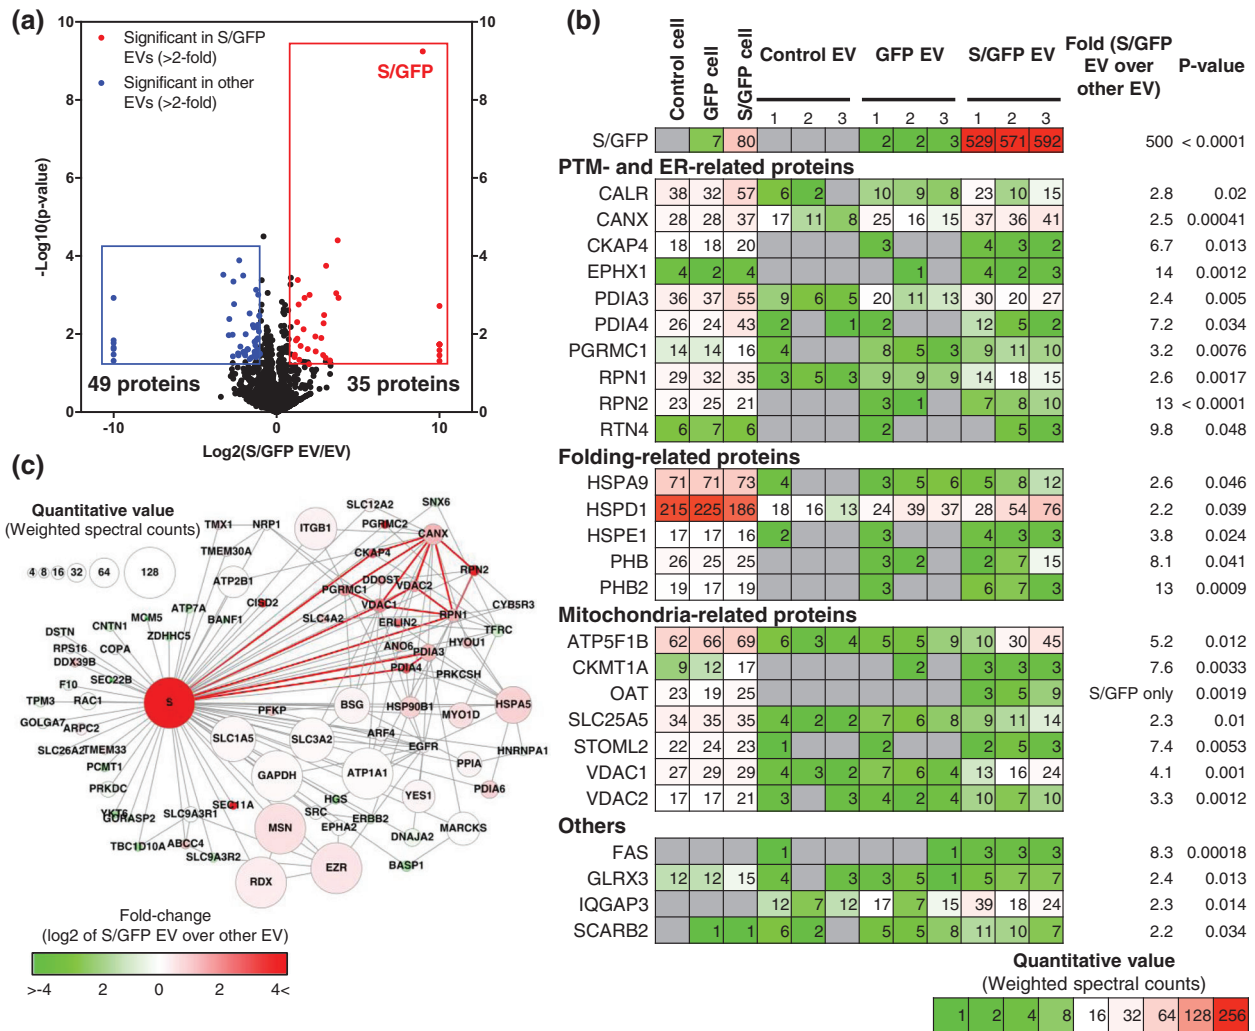 (a)
10
8
6
4
2
0
10
8
6
4
2
0
-Log10(p-value)
Significant in S/GFP
EVs (>2-fold)
Significant in other
EVs (>2-fold)
S/GFP
49 proteins
35 proteins
-10
0
10
Log2(S/GFP EV/EV)
(b)
Control cell
GFP cell
S/GFP cell
Control EV
GFP EV
S/GFP EV
Fold (S/GFP
EV over
other EV)
P-value
1 2 3 1 2 3 1 2 3
S/GFP 7 80 2 2 3 529 571 592 500 < 0.0001
PTM- and ER-related proteins
CALR 38 32 57 6 2 10 9 8 23 10 15 2.8 0.02
CANX 28 28 37 17 11 8 25 16 15 37 36 41 2.5 0.00041
CKAP4 18 18 20 3 4 3 2 6.7 0.013
EPHX1 4 2 4 1 4 2 3 14 0.0012
PDIA3 36 37 55 9 6 5 20 11 13 30 20 27 2.4 0.005
PDIA4 26 24 43 2 1 2 12 5 2 7.2 0.034
PGRMC1 14 14 16 4 8 5 3 9 11 10 3.2 0.0076
RPN1 29 32 35 3 5 3 9 9 9 14 18 15 2.6 0.0017
RPN2 23 25 21 3 1 7 8 10 13 < 0.0001
RTN4 6 7 6 2 5 3 9.8 0.048
Folding-related proteins
HSPA9 71 71 73 4 3 5 6 5 8 12 2.6 0.046
HSPD1 215 225 186 18 16 13 24 39 37 28 54 76 2.2 0.039
HSPE1 17 17 16 2 3 4 3 3 3.8 0.024
PHB 26 25 25 3 2 2 7 15 8.1 0.041
PHB2 19 17 19 3 6 7 3 13 0.0009
Mitochondria-related proteins
ATP5F1B 62 66 69 6 3 4 5 5 9 10 30 45 5.2 0.012
CKMT1A 9 12 17 2 3 3 3 7.6 0.0033
OAT 23 19 25 3 5 9 S/GFP only 0.0019
SLC25A5 34 35 35 4 2 2 7 6 8 9 11 14 2.3 0.01
STOML2 22 24 23 1 2 2 5 3 7.4 0.0053
VDAC1 27 29 29 4 3 2 7 6 4 13 16 24 4.1 0.001
VDAC2 17 17 21 3 3 4 2 4 10 7 10 3.3 0.0012
Others
FAS 1 1 3 3 3 8.3 0.00018
GLRX3 12 12 15 4 3 3 5 1 5 7 7 2.4 0.013
IQGAP3 12 7 12 17 7 15 39 18 24 2.3 0.014
SCARB2 1 1 6 2 5 5 8 11 10 7 2.2 0.034
Quantitative value
(Weighted spectral counts)
1 2 4 8 16 32 64 128 256
(c)
Quantitative value
(Weighted spectral counts)
4 8 16 32 64 128
SLC12A2
SNX6
TMX1
NRP1
ITGB1
PGRMC2
CANX
TMEM30A
CKAP4
RPN2
ATP2B1
DDOST
VDAC2
PGRMC1
CISD2
VDAC1
RPN1
CYB5R3
ATP7A
MCM5
BANF1
SLC4A2
ERLIN2
TFRC
CNTN1
ZDHHC5
DSTN
ANO6
HYOU1
RPS16
COPA
PDIA3
DDX39B
PDIA4
PRKCSH
F10
SEC22B
TPM3
RAC1
S
PFKP
BSG
HSP90B1
MYO1D
HSPA5
GOLGA7
ARPC2
ARF4
SLC1A5
SLC3A2
EGFR
HNRNPA1
SLC26A2
TMEM33
PCMT1
GAPDH
ATP1A1
PPIA
PRKDC
PDIA6
YES1
HGS
SEC11A
YKT6
GORASP2
SLC9A3R1
SRC
ERBB2
MSN
EPHA2
MARCKS
DNAJA2
TBC1D10A
ABCC4
SLC9A3R2
BASP1
RDX
EZR
Fold-change
(log2 of S/GFP EV over other EV)
>-4 2 0 2 4<